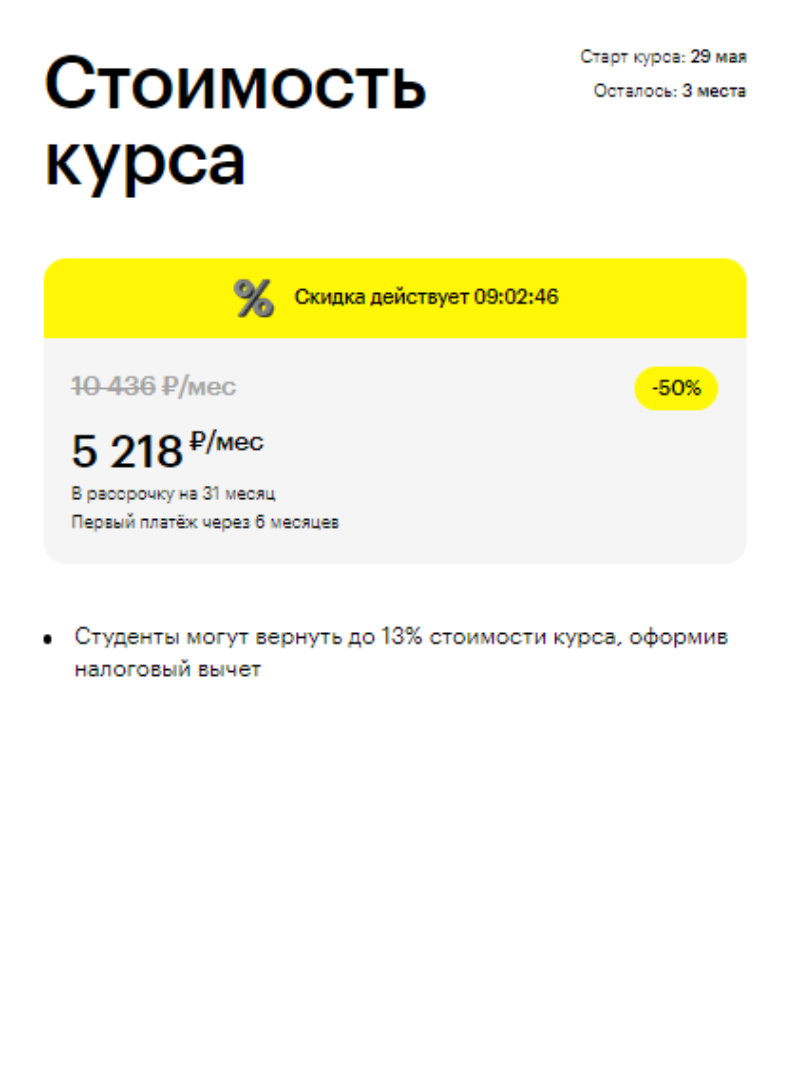 Стоимость
курса
Старт курса: 29 мая
Осталось: 3 места
Скидка действует 09:02:46
10 436 ₽/мес
-50%
5 218 ₽/мес
В рассрочку на 31 месяц
Первый платёж через 6 месяцев
• Студенты могут вернуть до 13% стоимости курса, оформив
налоговый вычет